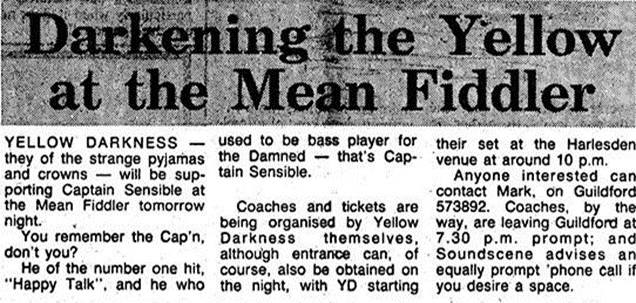 Darkening the Yellow
at the Mean Fiddler
YELLOW DARKNESS —
they of the strange pyjamas
and crowns — will be sup-
porting Captain Sensible at
the Mean Fiddler tomorrow
night.
You remember the Cap'n,
don't you?
He of the number one hit,
"Happy Talk", and he who
used to be bass player for
the Damned — that's Cap-
tain Sensible.
Coaches and tickets are
being organised by Yellow
Darkness themselves,
although entrance can, of
course, also be obtained on
the night, with YD starting
their set at the Harlesden
venue at around 10 p.m.
Anyone interested can
contact Mark, on Guildford
573892. Coaches, by the
way, are leaving Guildford at
7.30 p.m. prompt; and
Soundscene advises an
equally prompt 'phone call if
you desire a space.